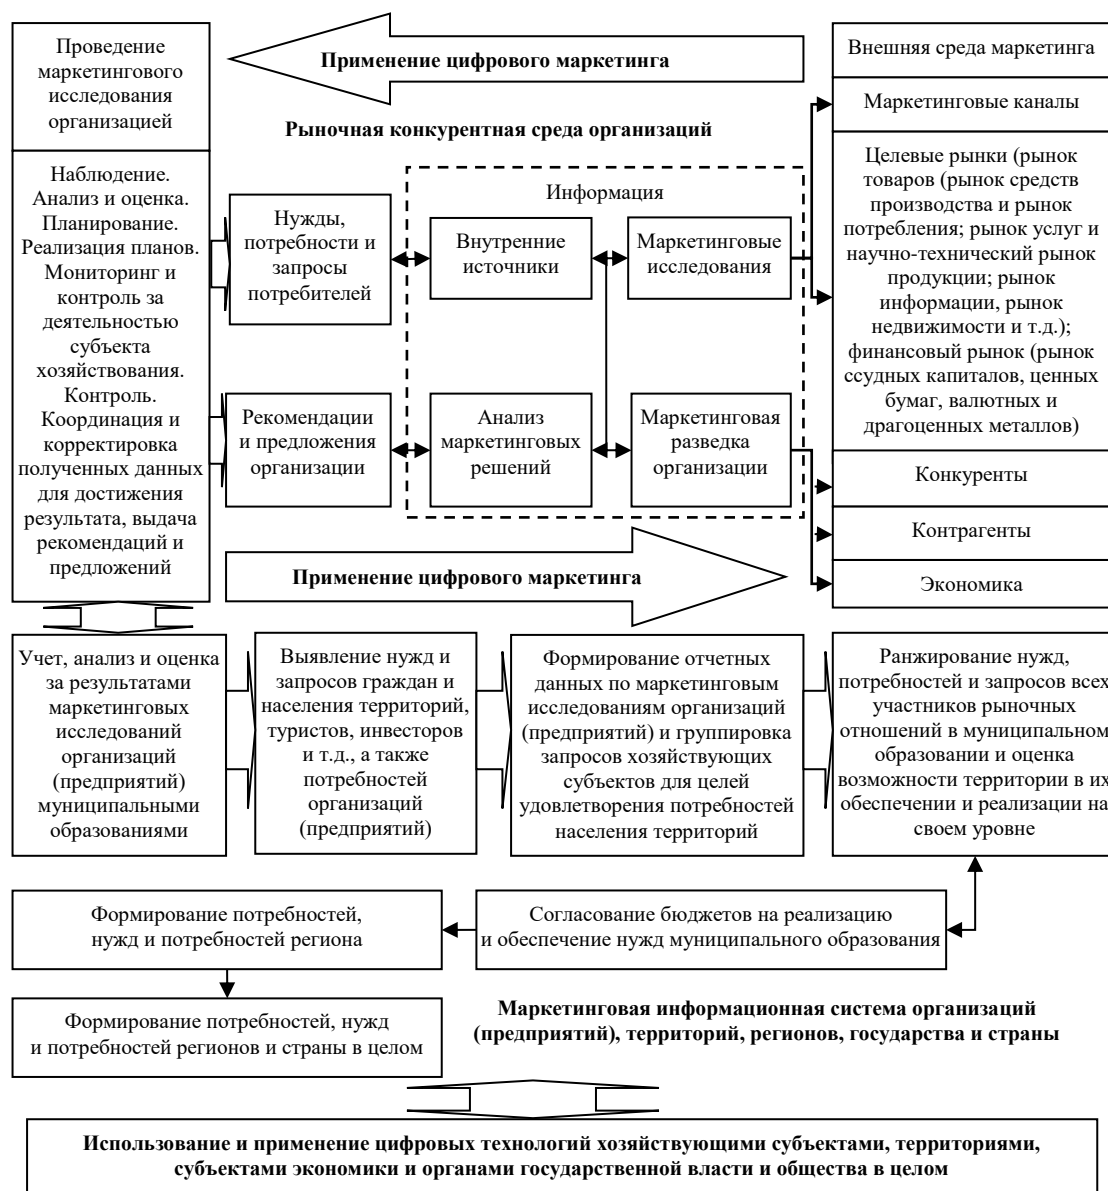 Проведение
маркетингового
исследования
организацией
Применение цифрового маркетинга
Внешняя среда маркетинга
Маркетинговые каналы
Рыночная конкурентная среда организаций
Наблюдение.
Анализ и оценка.
Планирование.
Реализация планов.
Мониторинг и
контроль за
деятельностью
субъекта
хозяйствования.
Контроль.
Координация и
корректировка
полученных данных
для достижения
результата, выдача
рекомендаций и
предложений
Нужды,
потребности и
запросы
потребителей
Информация
Внутренние
источники
Маркетинговые
исследования
Целевые рынки (рынок
товаров (рынок средств
производства и рынок
потребления; рынок услуг и
научно-технический рынок
продукции; рынок
информации, рынок
недвижимости и т.д.);
финансовый рынок (рынок
ссудных капиталов, ценных
бумаг, валютных и
драгоценных металлов)
Рекомендации
и предложения
организации
Анализ
маркетинговых
решений
Маркетинговая
разведка
организации
Конкуренты
Контрагенты
Экономика
Применение цифрового маркетинга
Учет, анализ и оценка
за результатами
маркетинговых
исследований
организаций
(предприятий)
муниципальными
образованиями
Выявление нужд и
запросов граждан и
населения территорий,
туристов, инвесторов
и т.д., а также
потребностей
организаций
(предприятий)
Формирование отчетных
данных по маркетинговым
исследованиям организаций
(предприятий) и группировка
запросов хозяйствующих
субъектов для целей
удовлетворения потребностей
населения территорий
Ранжирование нужд,
потребностей и запросов всех
участников рыночных
отношений в муниципальном
образовании и оценка
возможности территории в их
обеспечении и реализации на
своем уровне
Формирование потребностей,
нужд и потребностей региона
Согласование бюджетов на реализацию
и обеспечение нужд муниципального образования
Формирование потребностей, нужд
и потребностей регионов и страны в целом
Маркетинговая информационная система организаций
(предприятий), территорий, регионов, государства и страны
Использование и применение цифровых технологий хозяйствующими субъектами, территориями,
субъектами экономики и органами государственной власти и общества в целом